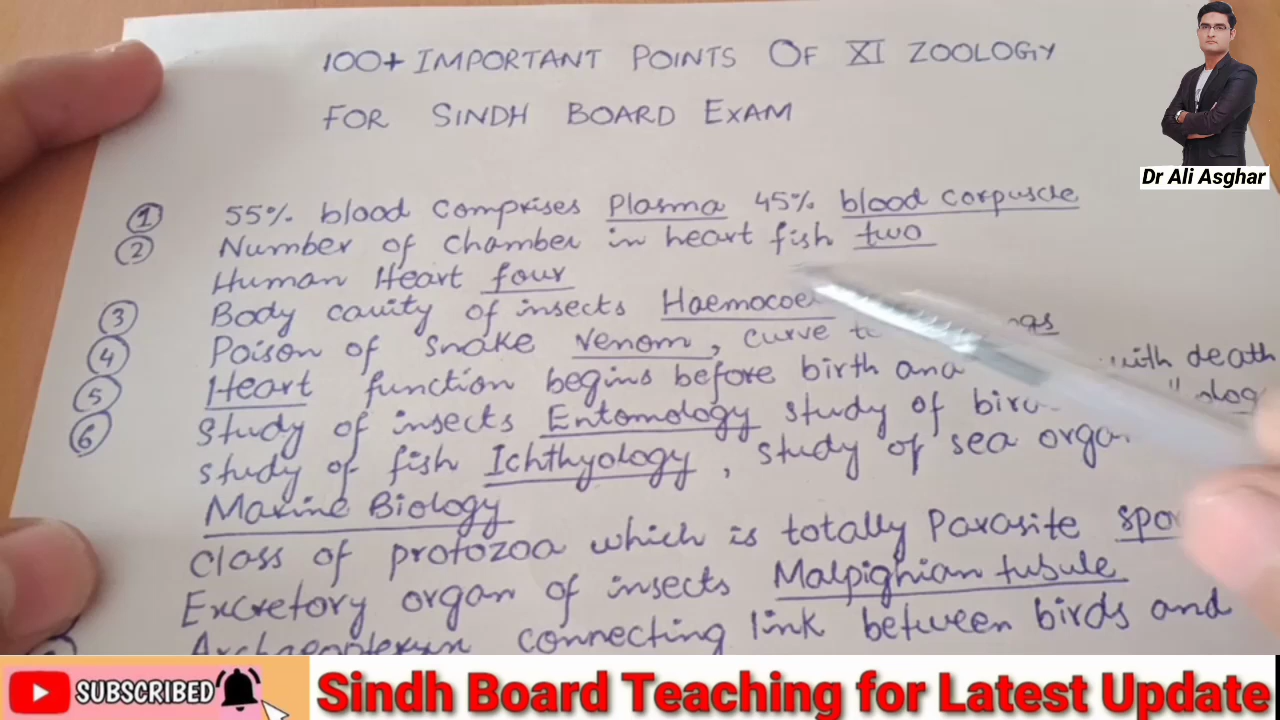 100+ IMPORTANT POINTS OF XI ZOOLOGY
FOR SINDH BOARD EXAM
Dr Ali Asghar
① 55% blood comprises Plasma 45% blood corpuscle
② Number of chamber in heart fish two
Human Heart four
③ Body cavity of insects
④ Poison of snake venom, curve
⑤ Heart function begins before birth and with death
⑥ Study of insects Entomology study of
study of fish Ichthyology, study of sea
Marine Biology
class of protozoa which is totally Parasite
Excretory organ of insects Malpighian tubule
connecting link between birds and
SUBSCRIBED
Sindh Board Teaching for Latest Update